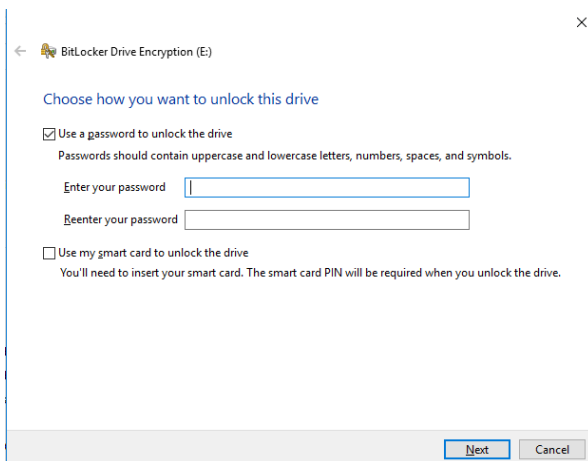 BitLocker Drive Encryption (E:)
Choose how you want to unlock this drive
Use a password to unlock the drive
Passwords should contain uppercase and lowercase letters, numbers, spaces, and symbols.
Enter your password
Reenter your password
Use my smart card to unlock the drive
You'll need to insert your smart card. The smart card PIN will be required when you unlock the drive.
Next Cancel